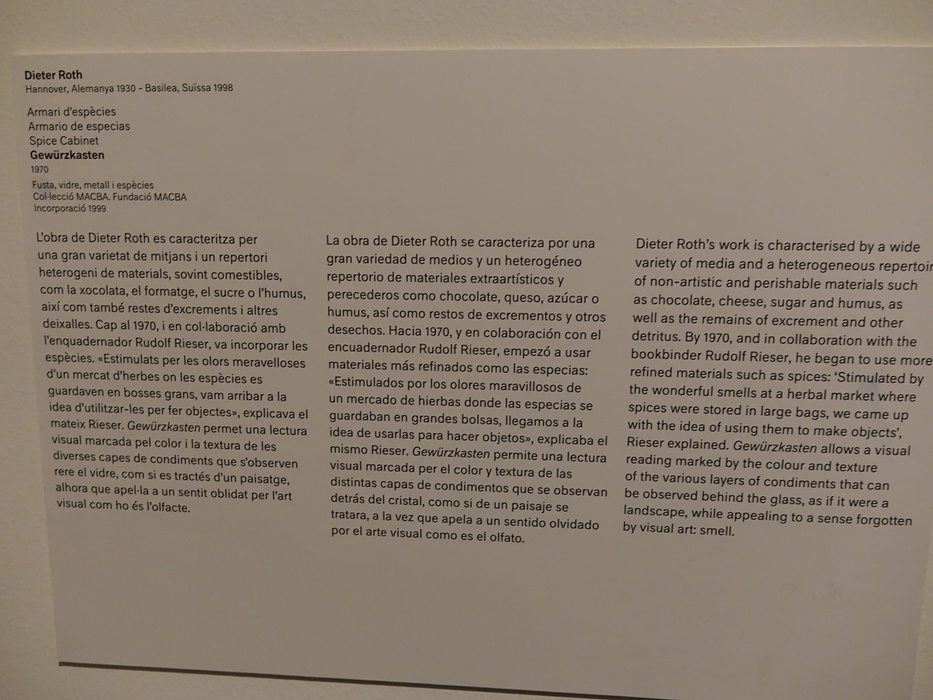 Dieter Roth
Hannover, Alemanya 1930 - Basilea, Suïssa 1998
Armari d'espècies
Armario de especias
Spice Cabinet
Gewürzkasten
1970
Fusta, vidre, metall i espècies
Col·lecció MACBA. Fundació MACBA
Incorporació 1999
L'obra de Dieter Roth es caracteritza per
una gran varietat de mitjans i un repertori
heterogeni de materials, sovint comestibles,
com la xocolata, el formatge, el sucre o l'humus,
així com també restes d'excrements i altres
deixalles. Cap al 1970, i en col·laboració amb
l'enquadernador Rudolf Rieser, va incorporar les
espècies. «Estimulats per les olors meravelloses
d'un mercat d'herbes on les espècies es
guardaven en bosses grans, vam arribar a la
idea d'utilitzar-les per fer objectes», explicava el
mateix Rieser. Gewürzkasten permet una lectura
visual marcada pel color i la textura de les
diverses capes de condiments que s'observen
rere el vidre, com si es tractés d'un paisatge,
alhora que apel·la a un sentit oblidat per l'art
visual com ho és l'olfacte.
La obra de Dieter Roth se caracteriza por una
gran variedad de medios y un heterogéneo
repertorio de materiales extraartísticos y
perecederos como chocolate, queso, azúcar o
humus, así como restos de excrementos y otros
desechos. Hacia 1970, y en colaboración con el
encuadernador Rudolf Rieser, empezó a usar
materiales más refinados como las especias:
«Estimulados por los olores maravillosos de
un mercado de hierbas donde las especias se
guardaban en grandes bolsas, llegamos a la
idea de usarlas para hacer objetos», explicaba el
mismo Rieser. Gewürzkasten permite una lectura
visual marcada per el color y textura de las
distintas capas de condimentos que se observan
detrás del cristal, como si de un paisaje se
tratara, a la vez que apela a un sentido olvidado
por el arte visual como es el olfato.
Dieter Roth's work is characterised by a wide
variety of media and a heterogeneous repertoir
of non-artistic and perishable materials such
as chocolate, cheese, sugar and humus, as
well as the remains of excrement and other
detritus. By 1970, and in collaboration with the
bookbinder Rudolf Rieser, he began to use more
refined materials such as spices: 'Stimulated by
the wonderful smells at a herbal market where
spices were stored in large bags, we came up
with the idea of using them to make objects',
Rieser explained. Gewürzkasten allows a visual
reading marked by the colour and texture
of the various layers of condiments that can
be observed behind the glass, as if it were a
landscape, while appealing to a sense forgotten
by visual art: smell.